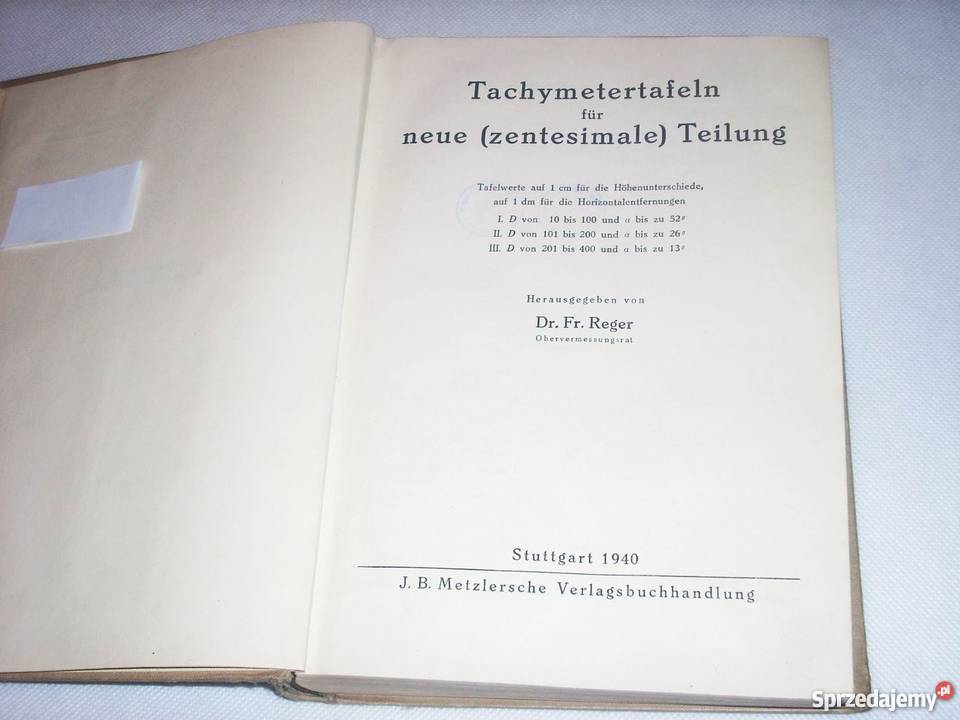 Tachymetertafeln
für
neue (zentesimale) Teilung
Tafelwerte auf 1 cm für die Höhenunterschiede,
auf 1 dm für die Horizontalentfernungen
I. D von 10 bis 100 und α bis zu 52g
II. D von 101 bis 200 und α bis zu 26g
III. D von 201 bis 400 und α bis zu 13g
Herausgegeben von
Dr. Fr. Reger
Obervermessungsrat
Stuttgart 1940
J. B. Metzlersche Verlagsbuchhandlung
Sprzedajemy.pl